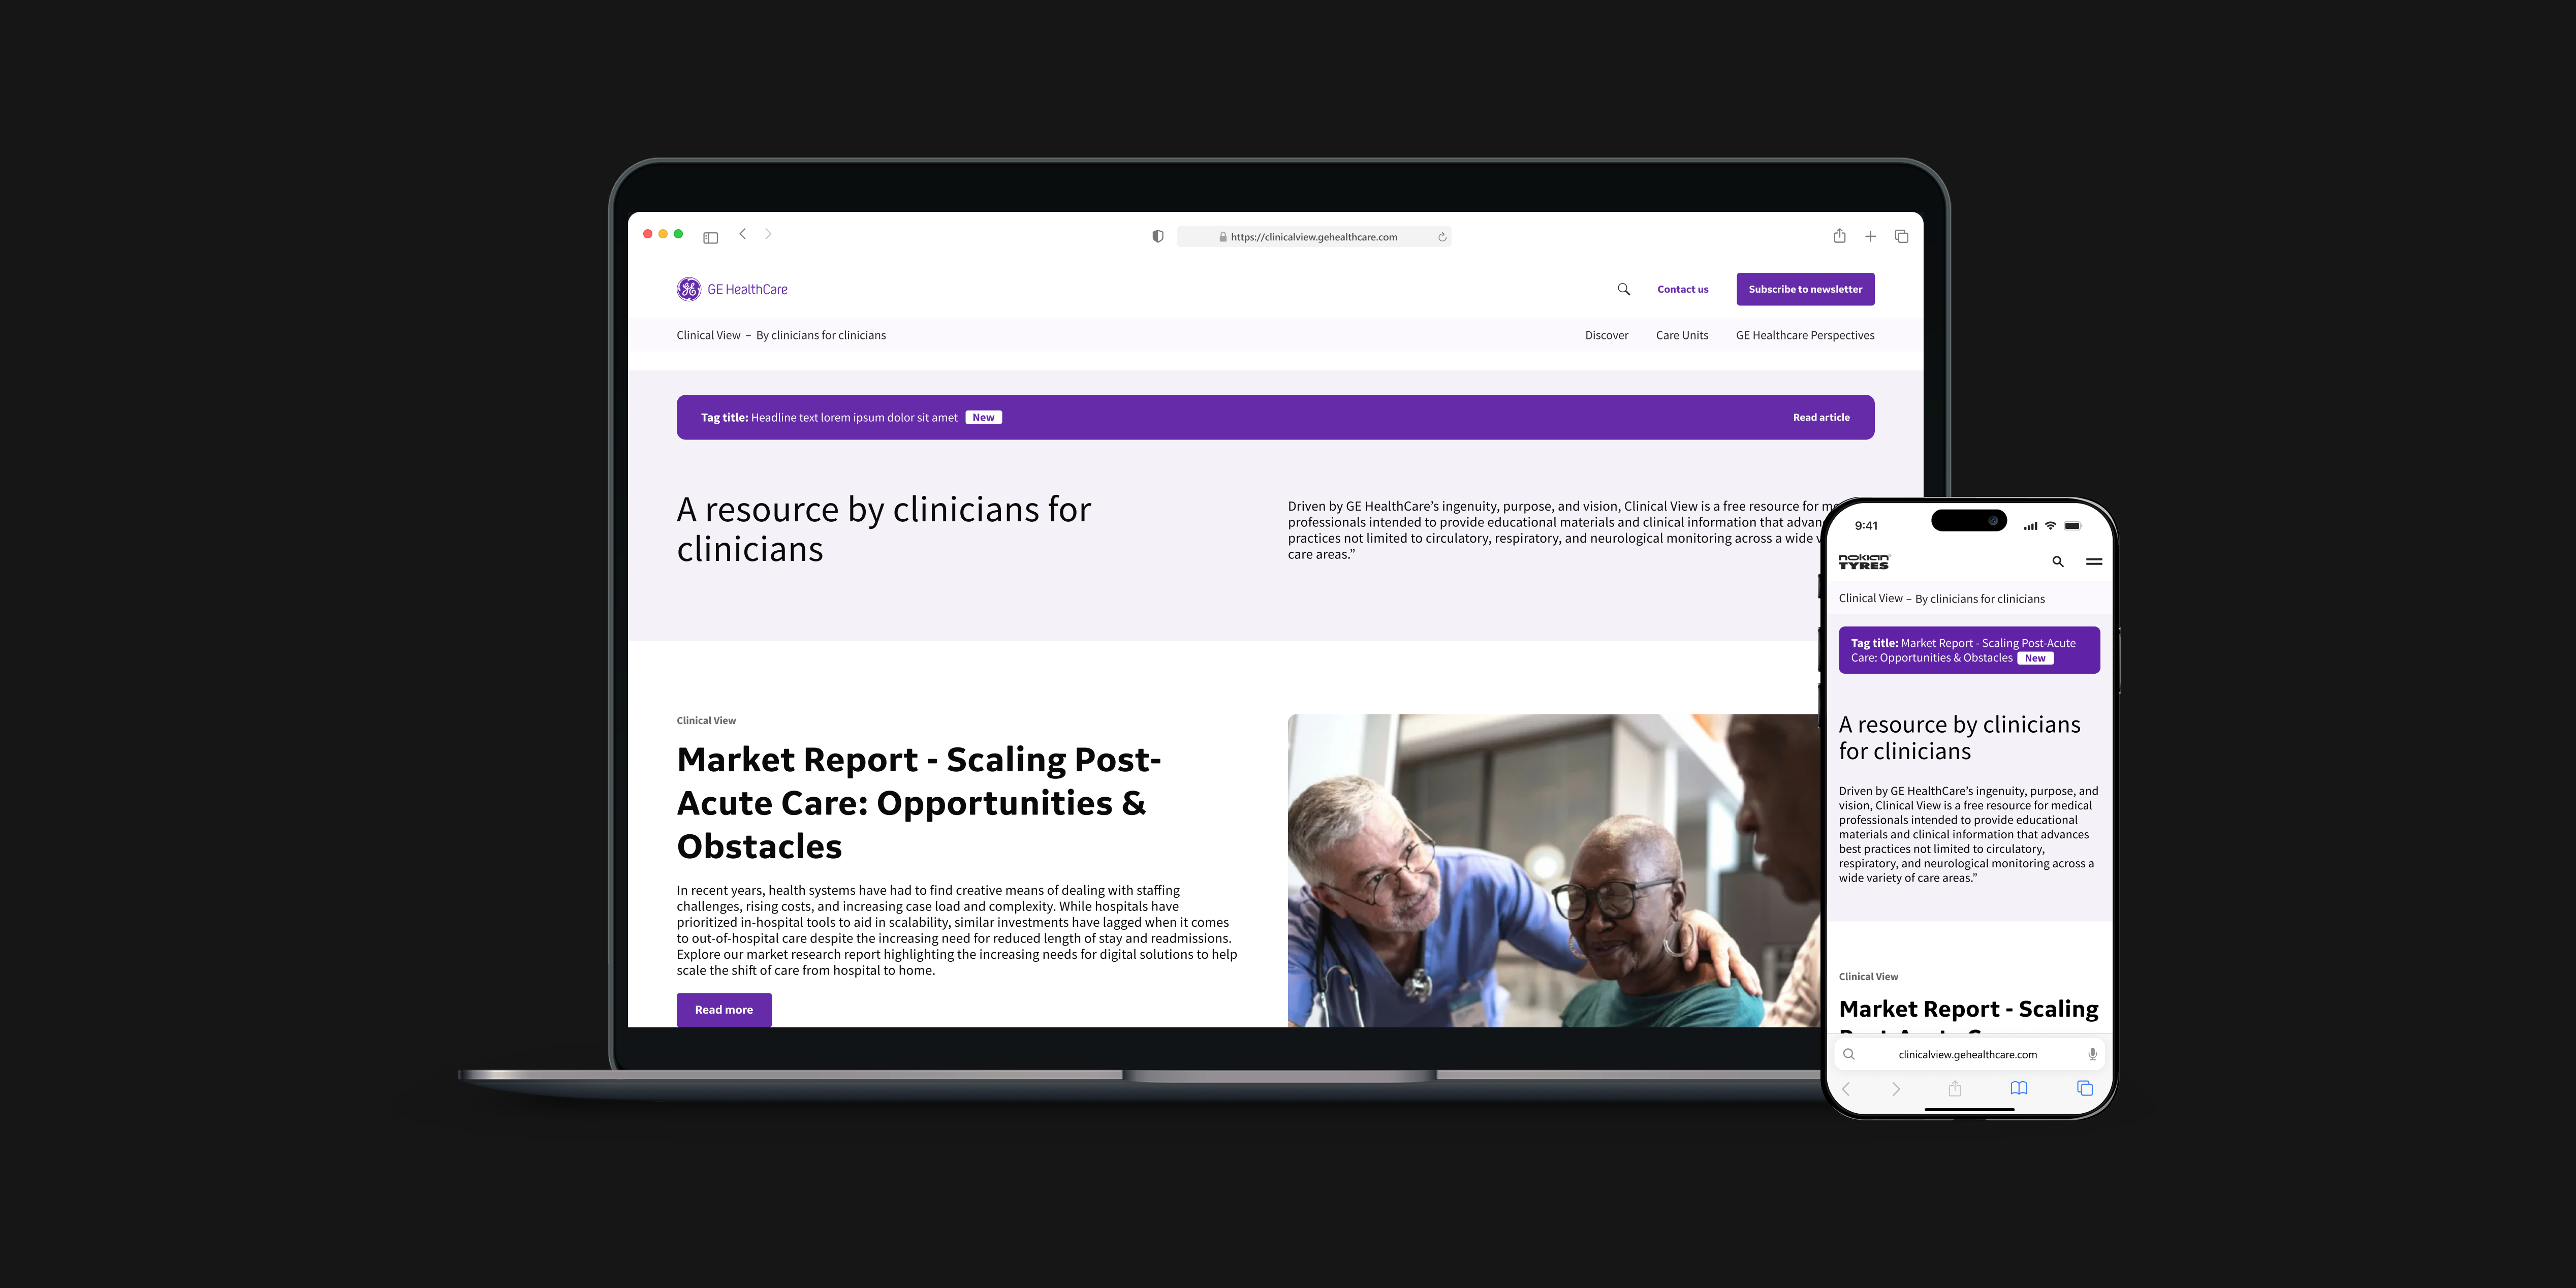 https://clinicalview.gehealthcare.com
GE HealthCare
Contact us
Subscribe to newsletter
Clinical View – By clinicians for clinicians
Discover
Care Units
GE Healthcare Perspectives
Tag title: Headline text lorem ipsum dolor sit amet New
Read article
A resource by clinicians for
clinicians
Driven by GE HealthCare’s ingenuity, purpose, and vision, Clinical View is a free resource for
professionals intended to provide educational materials and clinical information that
practices not limited to circulatory, respiratory, and neurological monitoring across a wide
care areas.”
Clinical View
Market Report - Scaling Post-
Acute Care: Opportunities &
Obstacles
In recent years, health systems have had to find creative means of dealing with staffing
challenges, rising costs, and increasing case load and complexity. While hospitals have
prioritized in-hospital tools to aid in scalability, similar investments have lagged when it comes
to out-of-hospital care despite the increasing need for reduced length of stay and readmissions.
Explore our market research report highlighting the increasing needs for digital solutions to help
scale the shift of care from hospital to home.
Read more
9:41
nokian
TYRES
Clinical View – By clinicians for clinicians
Tag title: Market Report - Scaling Post-Acute
Care: Opportunities & Obstacles New
A resource by clinicians
for clinicians
Driven by GE HealthCare’s ingenuity, purpose, and
vision, Clinical View is a free resource for medical
professionals intended to provide educational
materials and clinical information that advances
best practices not limited to circulatory,
respiratory, and neurological monitoring across a
wide variety of care areas.”
Clinical View
Market Report - Scaling
clinicalview.gehealthcare.com